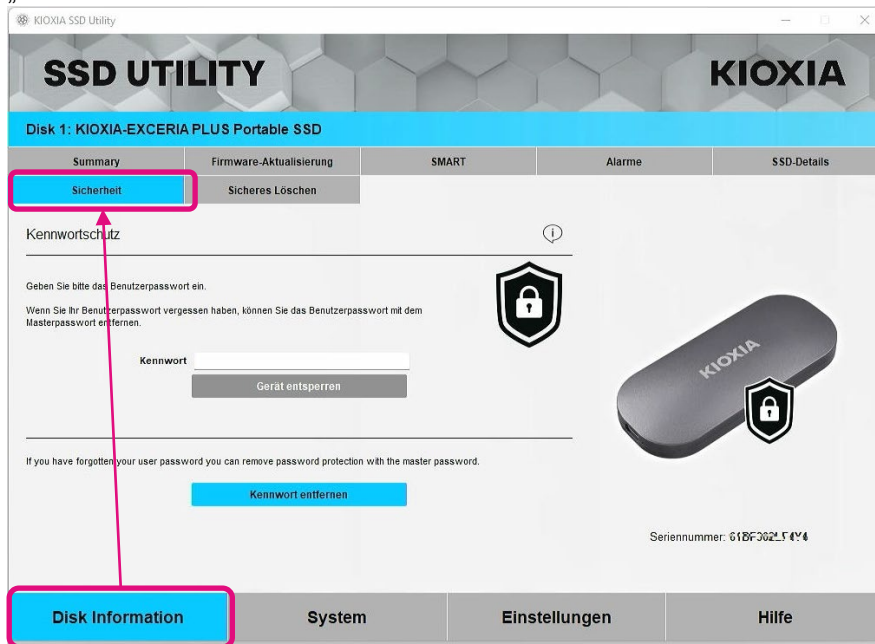 „
KIOXIA SSD Utility
SSD UTILITY
KIOXIA
Disk 1: KIOXIA-EXCERIA PLUS Portable SSD
Summary
Firmware-Aktualisierung
SMART
Alarme
SSD-Details
Sicherheit
Sicheres Löschen
Kennwortschutz
Geben Sie bitte das Benutzerpasswort ein.
Wenn Sie Ihr Benutzerpasswort vergessen haben, können Sie das Benutzerpasswort mit dem
Masterpasswort entfernen.
Kennwort
Gerät entsperren
KIOXIA
If you have forgotten your user password you can remove password protection with the master password.
Kennwort entfernen
Seriennummer:
Disk Information
System
Einstellungen
Hilfe